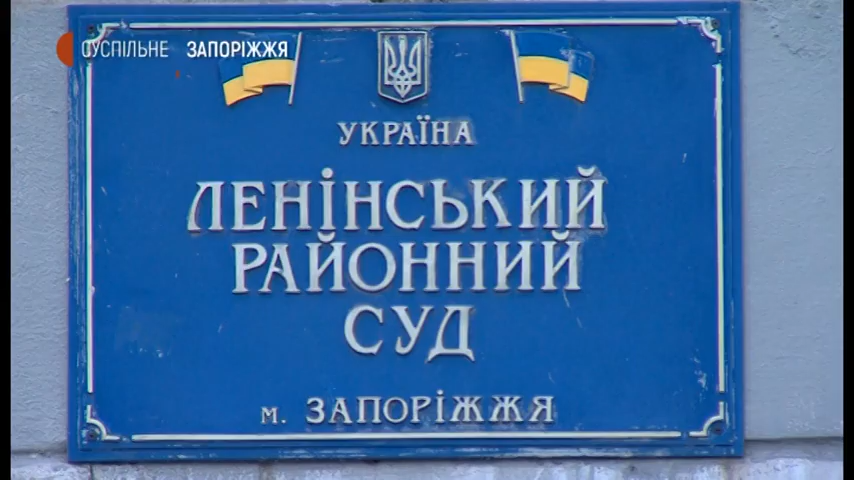 СУСПІЛЬНЕ ЗАПОРІЖЖЯ
УКРАЇНА
ЛЕНІНСЬКИЙ
РАЙОННИЙ
СУД
м. ЗАПОРІЖЖЯ